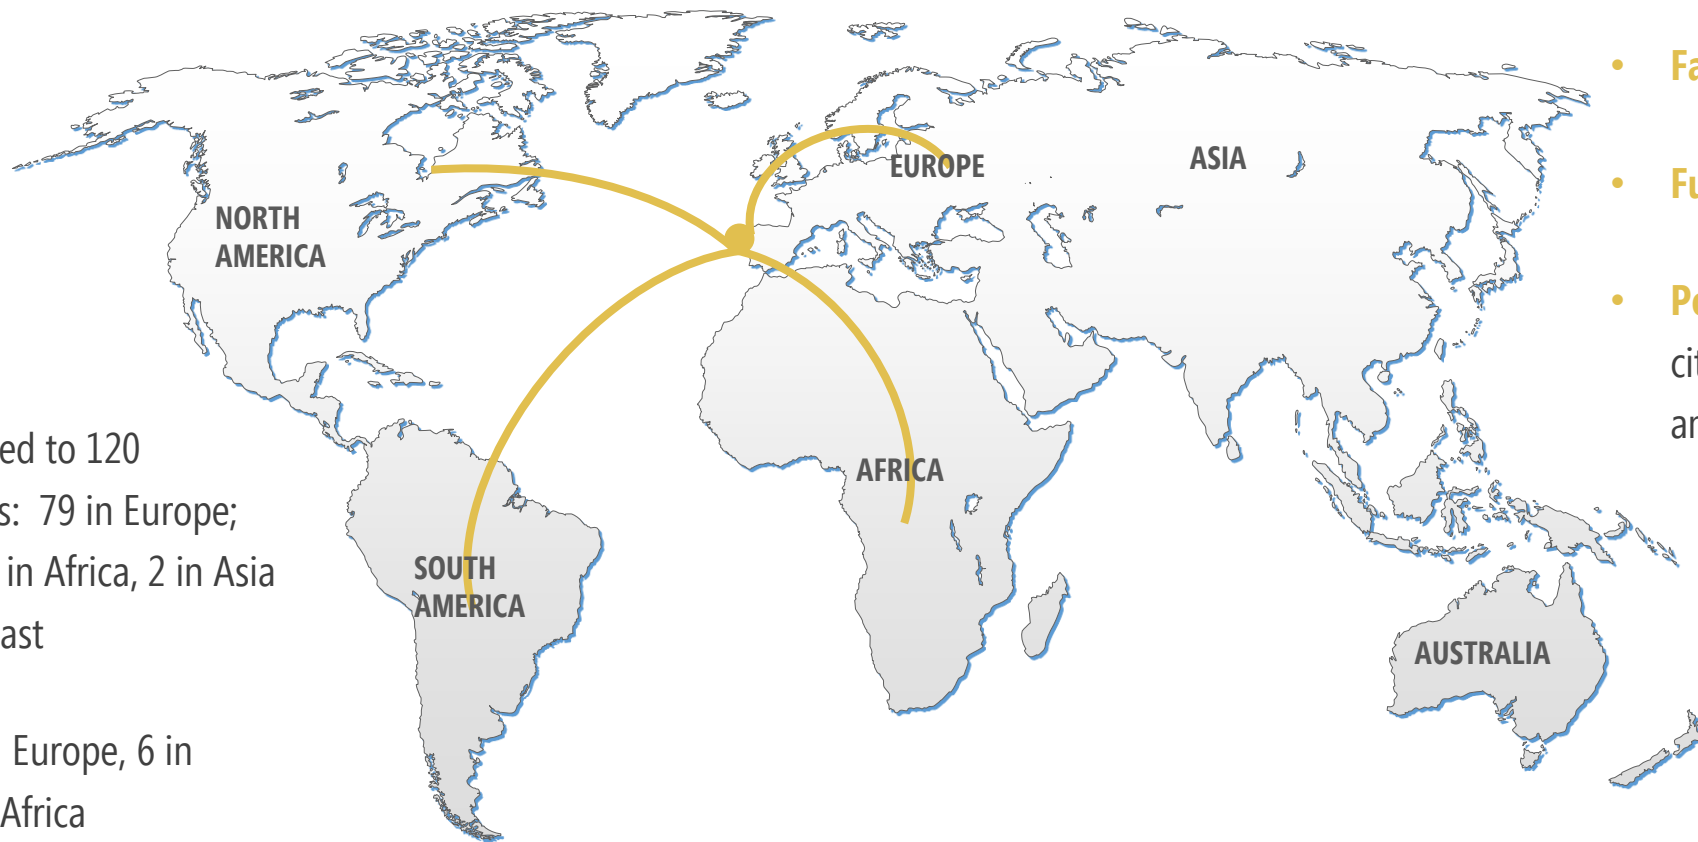 NORTH
AMERICA
EUROPE
ASIA
AFRICA
SOUTH
AMERICA
AUSTRALIA
ed to 120
s: 79 in Europe;
in Africa, 2 in Asia
ast
Europe, 6 in
Africa
• Fa
• Fu
• Po
cit
ar